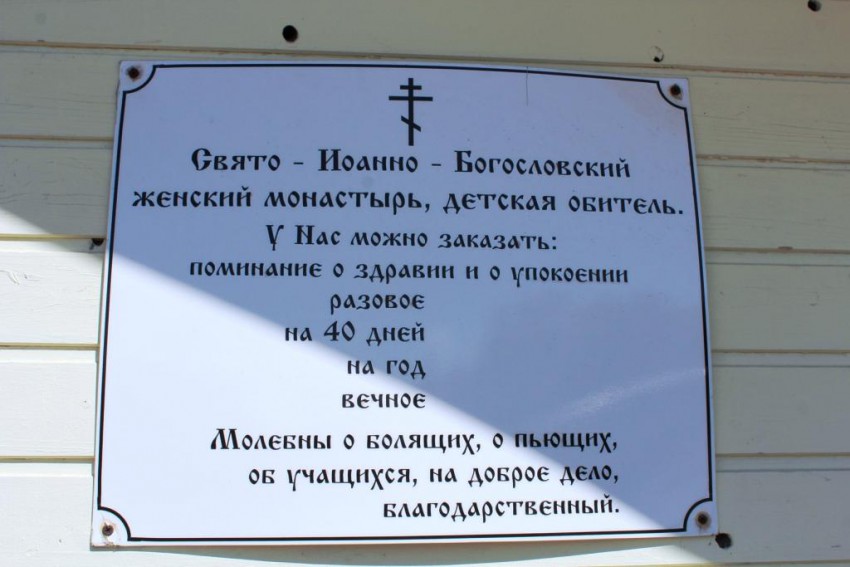 Свято - Иоанно - Богословский
женский монастырь, детская обитель.
У Нас можно заказать:
поминание о здравии и о упокоении
разовое
на 40 дней
на год
вечное
Молебны о болящих, о пьющих,
об учащихся, на доброе дело,
благодарственный.